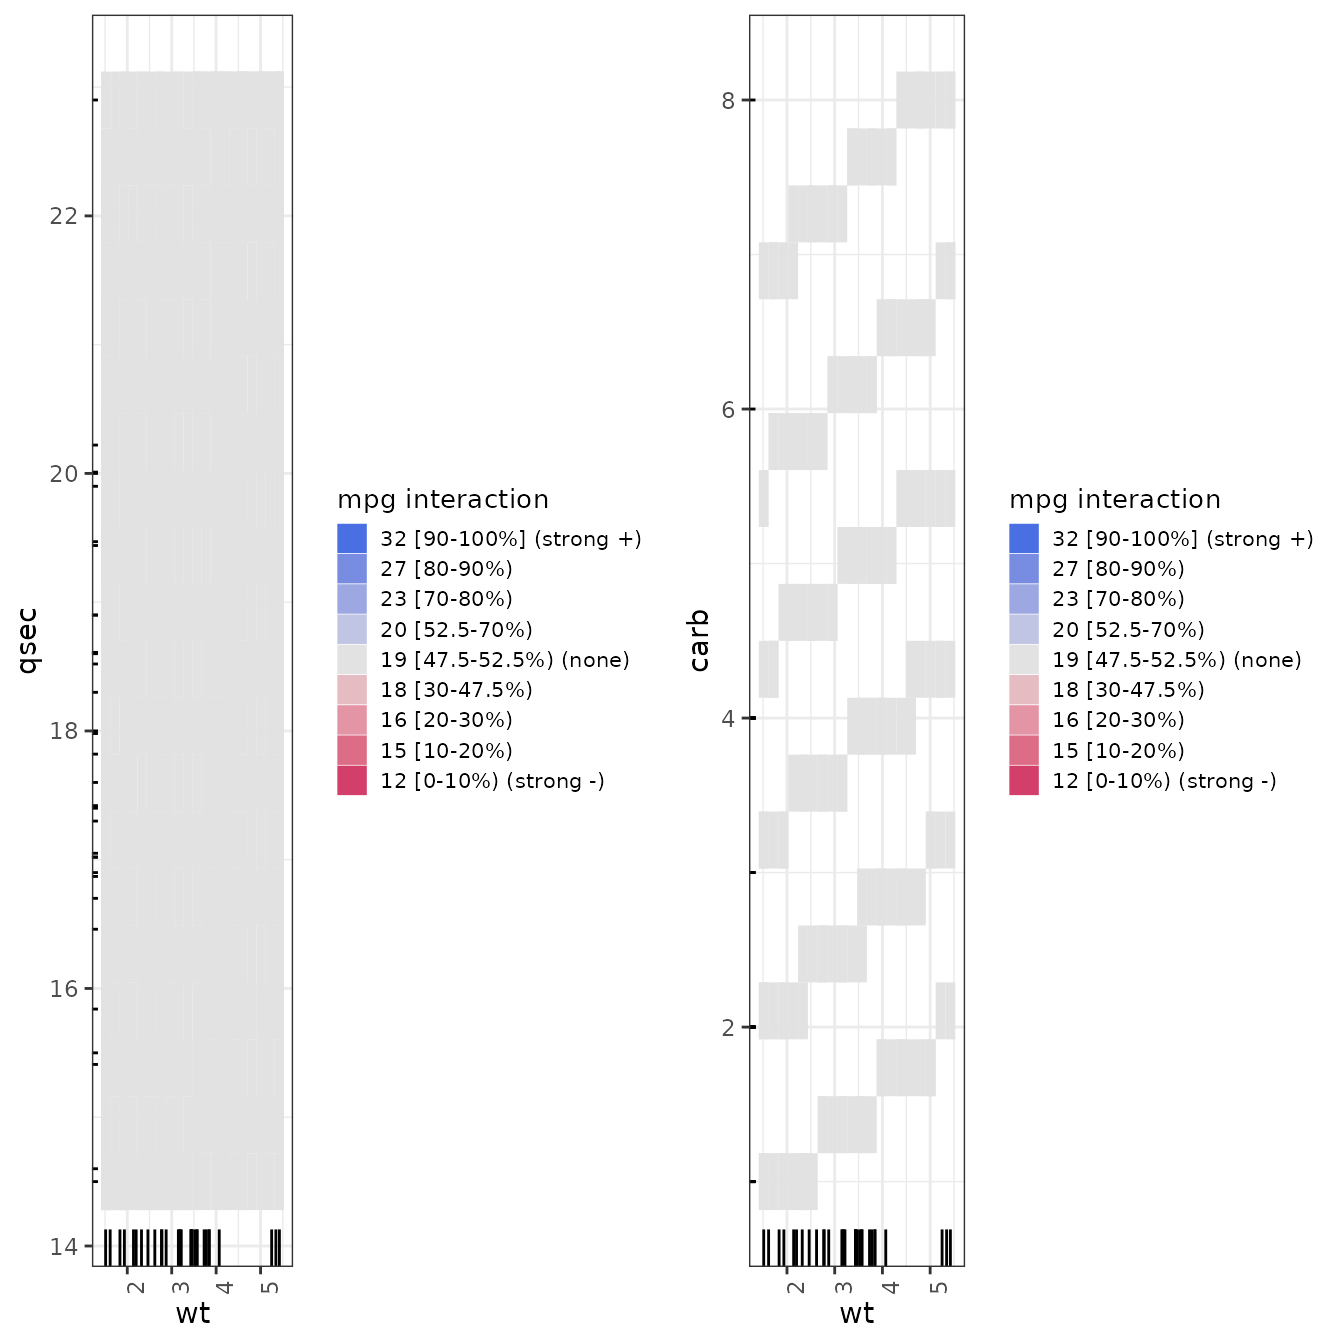 qsec
22
20
18
16
14
2
3
4
5
wt
mpg interaction
32 [90-100%] (strong +)
27 [80-90%)
23 [70-80%)
20 [52.5-70%)
19 [47.5-52.5%) (none)
18 [30-47.5%)
16 [20-30%)
15 [10-20%)
12 [0-10%) (strong -)
carb
8
6
4
2
2
3
4
5
wt
mpg interaction
32 [90-100%] (strong +)
27 [80-90%)
23 [70-80%)
20 [52.5-70%)
19 [47.5-52.5%) (none)
18 [30-47.5%)
16 [20-30%)
15 [10-20%)
12 [0-10%) (strong -)